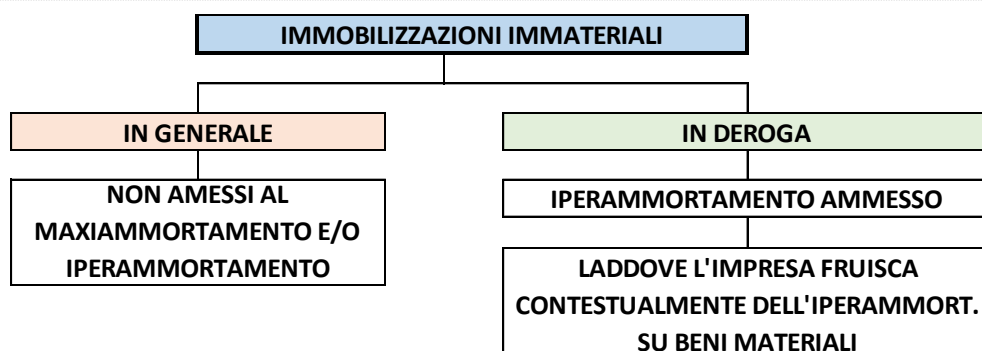 IMMOBILIZZAZIONI IMMATERIALI
IN GENERALE
NON AMESSI AL
MAXIAMMORTAMENTO E/O
IPERAMMORTAMENTO
IN DEROGA
IPERAMMORTAMENTO AMMESSO
LADDOVE L'IMPRESA FRUISCA
CONTESTUALMENTE DELL'IPERAMMORT.
SU BENI MATERIALI